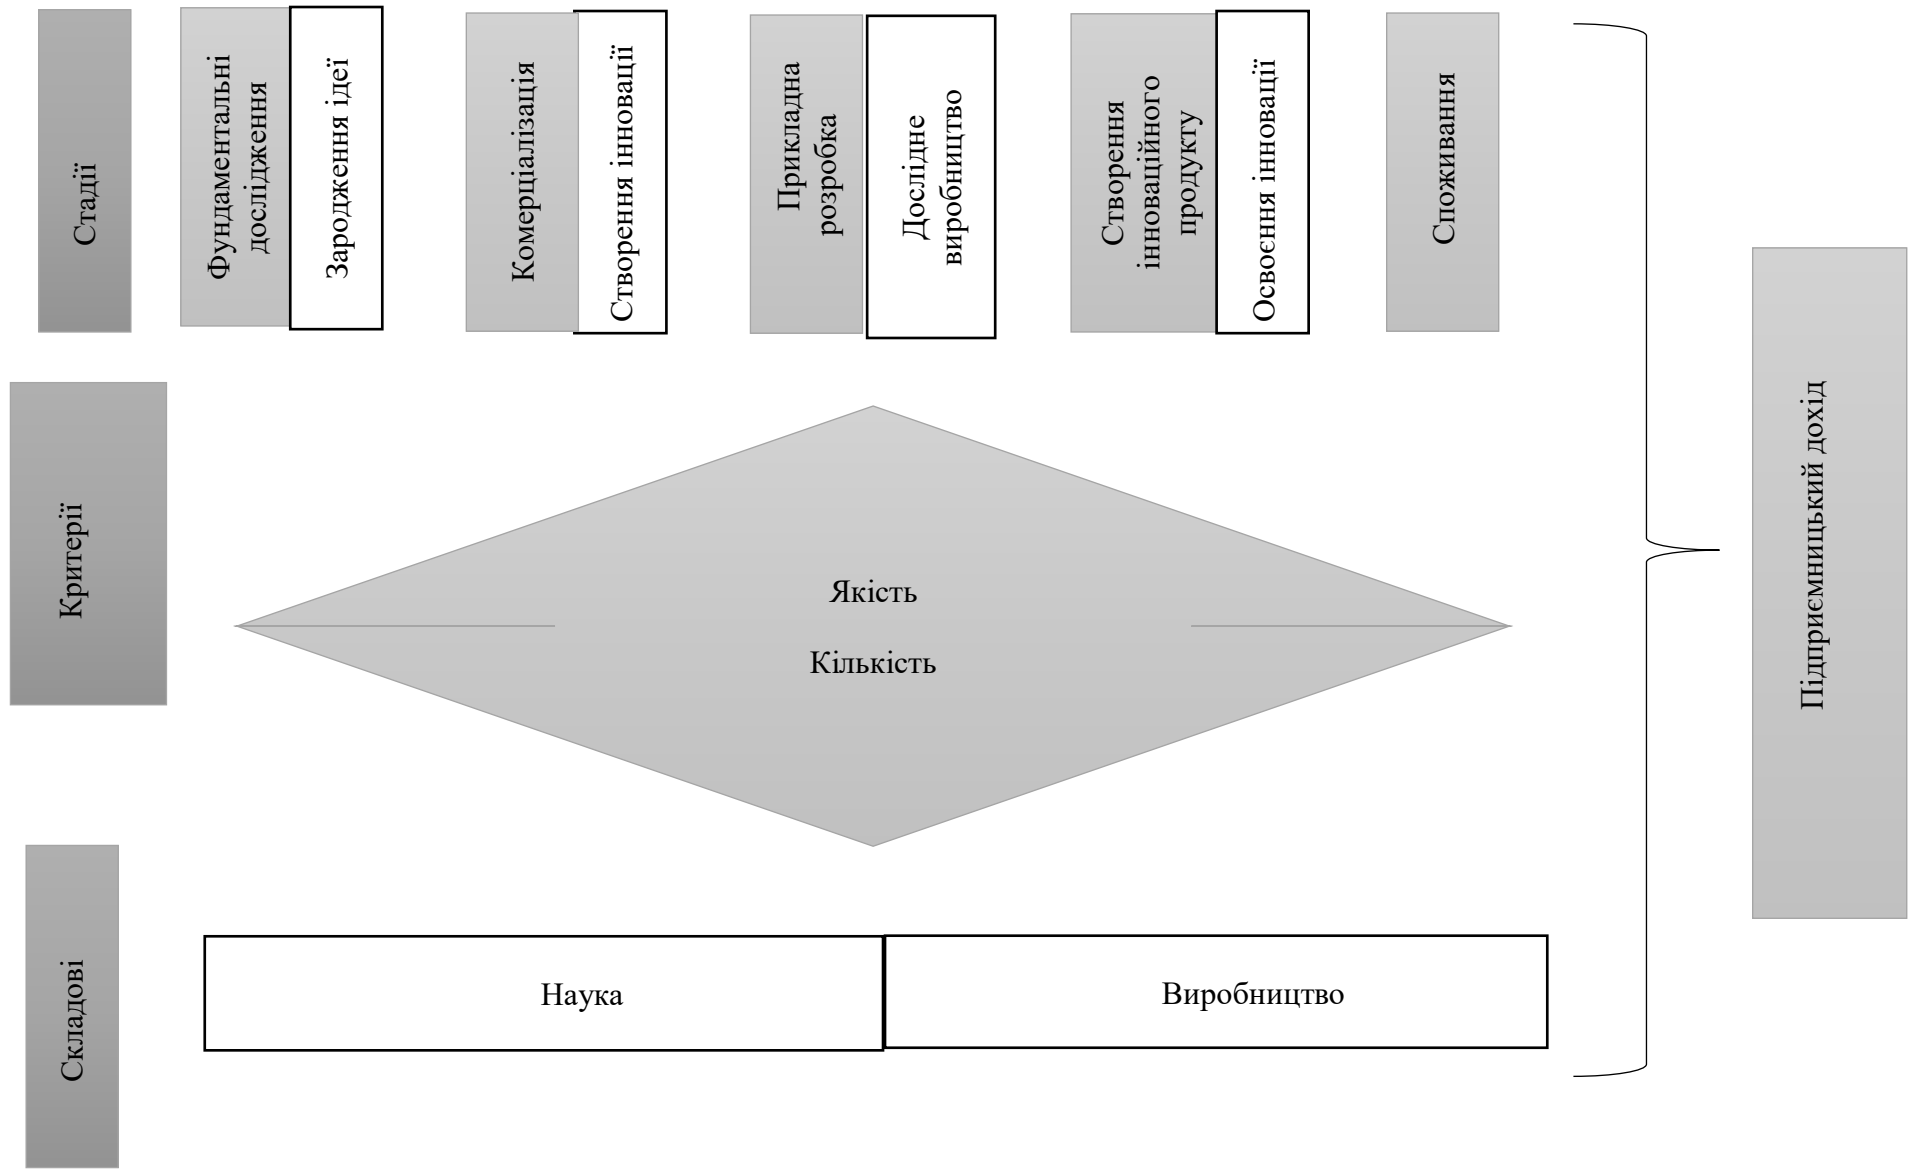 Стадії
Фундаментальні
дослідження
Зародження ідеї
Комерціалізація
Створення інновації
Прикладна
розробка
Дослідне
виробництво
Створення
інноваційного
продукту
Освоєння інновації
Споживання
Критерії
Якість
Кількість
Складові
Наука
Виробництво
Підприємницький дохід